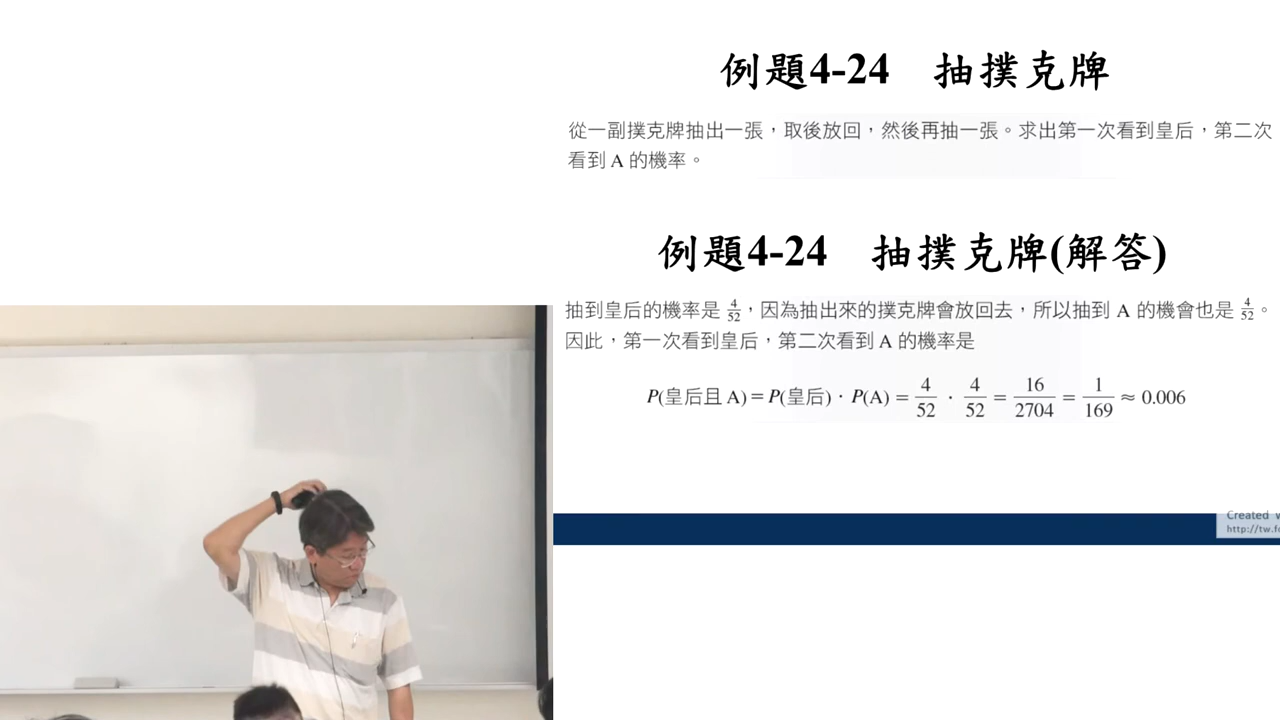 例題4-24 抽撲克牌
從一副撲克牌抽出一張，取後放回，然後再抽一張。求出第一次看到皇后，第二次
看到 A 的機率。
例題4-24 抽撲克牌(解答)
抽到皇后的機率是 4/52，因為抽出來的撲克牌會放回去，所以抽到 A 的機會也是 4/52。
因此，第一次看到皇后，第二次看到 A 的機率是
P(皇后且 A) = P(皇后) · P(A) = 4/52 · 4/52 = 16/2704 = 1/169 ≈ 0.006
Created
http://tw.f